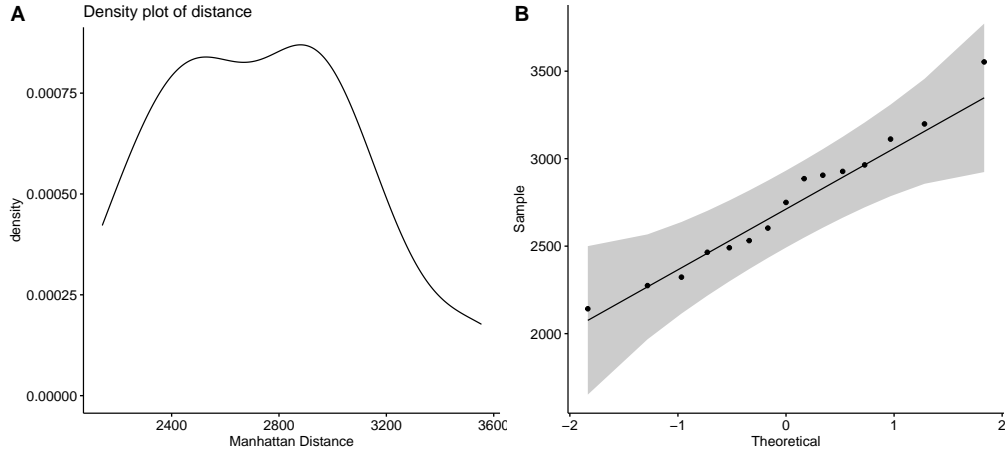 A
Density plot of distance
density
0.00075
0.00050
0.00025
0.00000
2400 2800 3200 3600
Manhattan Distance
B
Sample
3500
3000
2500
2000
−2 −1 0 1 2
Theoretical